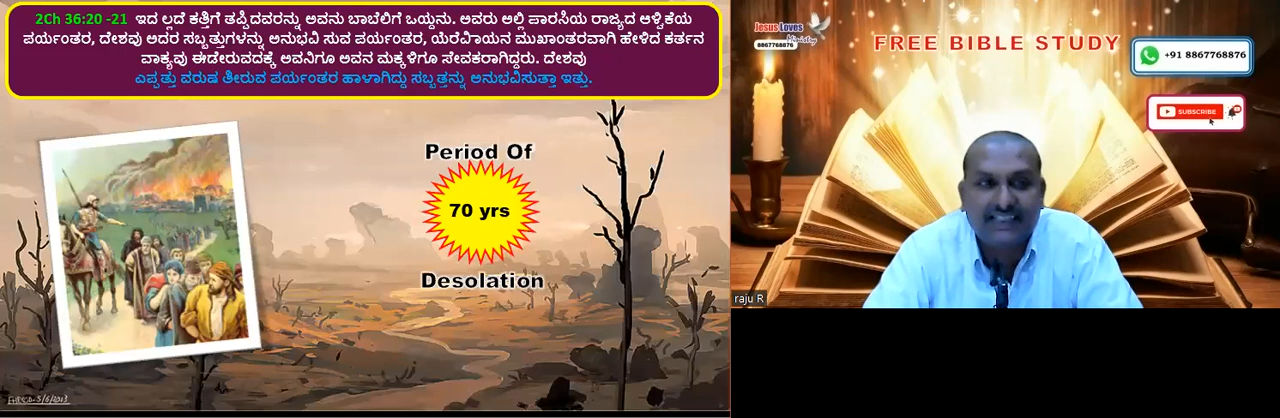 2Ch 36:20 -21 ಇದ ಲ್ಲದೆ ಕತ್ತಿಗೆ ತಪ್ಪಿದವರನ್ನು ಅವನು ಬಾಬೆಲಿಗೆ ಒಯ್ದನು. ಅವರು ಅಲ್ಲಿ ಪಾರಸಿಯ ರಾಜ್ಯದ ಆಳ್ವಿಕೆಯ
ಪರ್ಯಂತರ, ದೇಶವು ಅದರ ಸಬ್ಬತ್ತುಗಳನ್ನು ಅನುಭವಿ ಸುವ ಪರ್ಯಂತರ, ಯೆರೆವಿಾಯನ ಮುಖಾಂತರವಾಗಿ ಹೇಳಿದ ಕರ್ತನ
ವಾಕ್ಯವು ಈಡೇರುವದಕ್ಕೆ ಅವನಿಗೂ ಅವನ ಮಕ್ಕಳಿಗೂ ಸೇವಕರಾಗಿದ್ದರು. ದೇಶವು
ಎಪ್ಪತ್ತು ವರುಷ ತೀರುವ ಪರ್ಯಂತರ ಹಾಳಾಗಿದ್ದು ಸಬ್ಬತ್ತನ್ನು ಅನುಭವಿಸುತ್ತಾ ಇತ್ತು.
Period Of
70 yrs
Desolation
Jesus Loves
Ministry
8867768876
FREE BIBLE STUDY
+91 8867768876
SUBSCRIBE
raju R